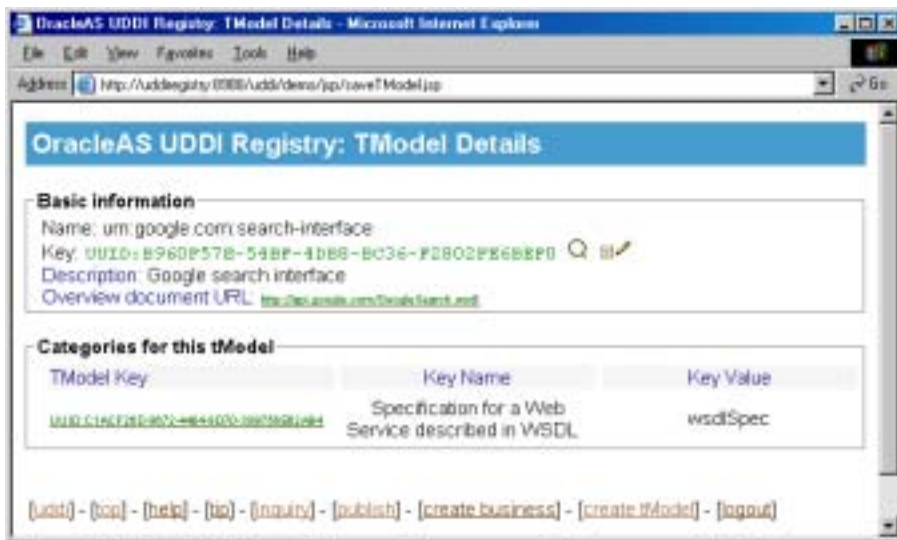 OracleAS UDDI Registry: TModel Details - Microsoft Internet Explorer
File Edit View Favorites Tools Help
Address http://uddiregistry:8988/uddi/demo/jsp/saveTModel.jsp Go
OracleAS UDDI Registry: TModel Details
Basic information
Name: urn:google.com:search-interface
Key:
Description: Google search interface
Overview document URL:
Categories for this tModel
TModel Key Key Name Key Value
Specification for a Web
Service described in WSDL wsdlSpec
[uddi] - [top] - [help] - [tip] - [inquiry] - [publish] - [create business] - [create tModel] - [logout]